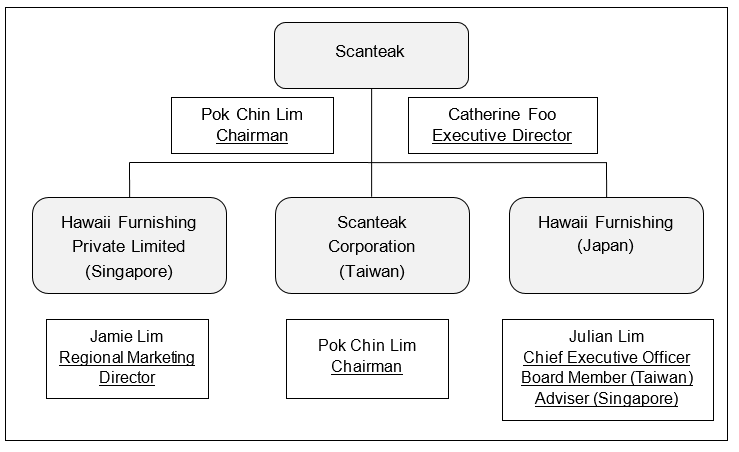 Scanteak
Pok Chin Lim
Chairman
Catherine Foo
Executive Director
Hawaii Furnishing
Private Limited
(Singapore)
Scanteak
Corporation
(Taiwan)
Hawaii Furnishing
(Japan)
Jamie Lim
Regional Marketing
Director
Pok Chin Lim
Chairman
Julian Lim
Chief Executive Officer
Board Member (Taiwan)
Adviser (Singapore)